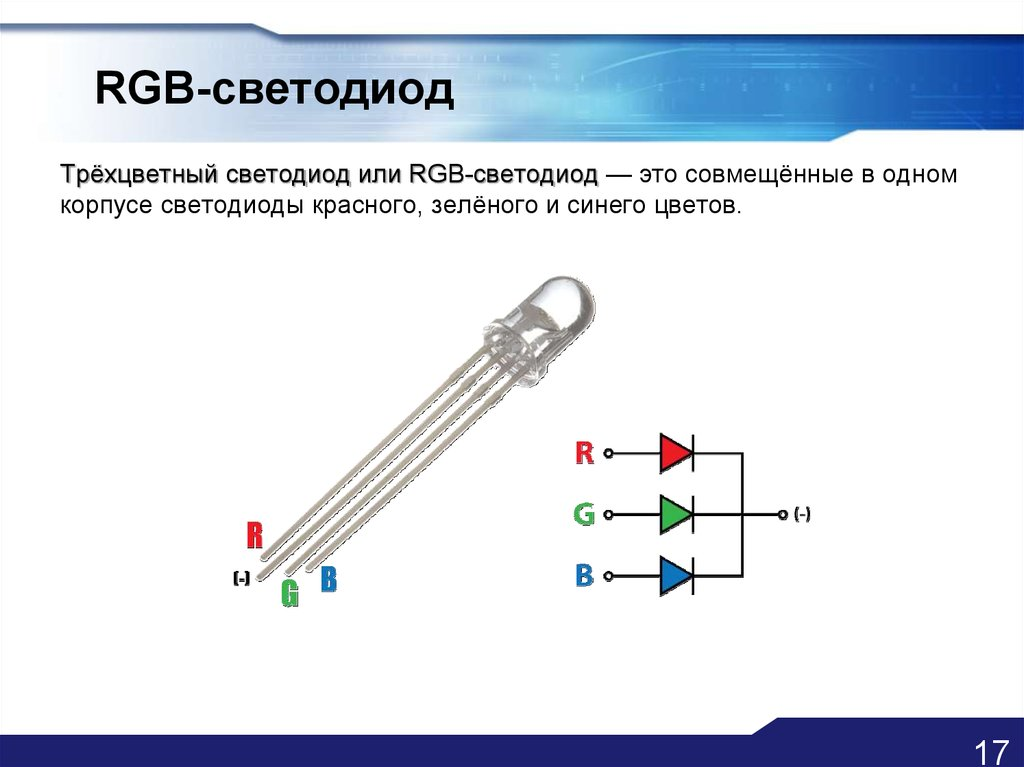 RGB-светодиод
Трёхцветный светодиод или RGB-светодиод — это совмещённые в одном
корпусе светодиоды красного, зелёного и синего цветов.
R
G
(-)
B
R
(-)
G
B
17